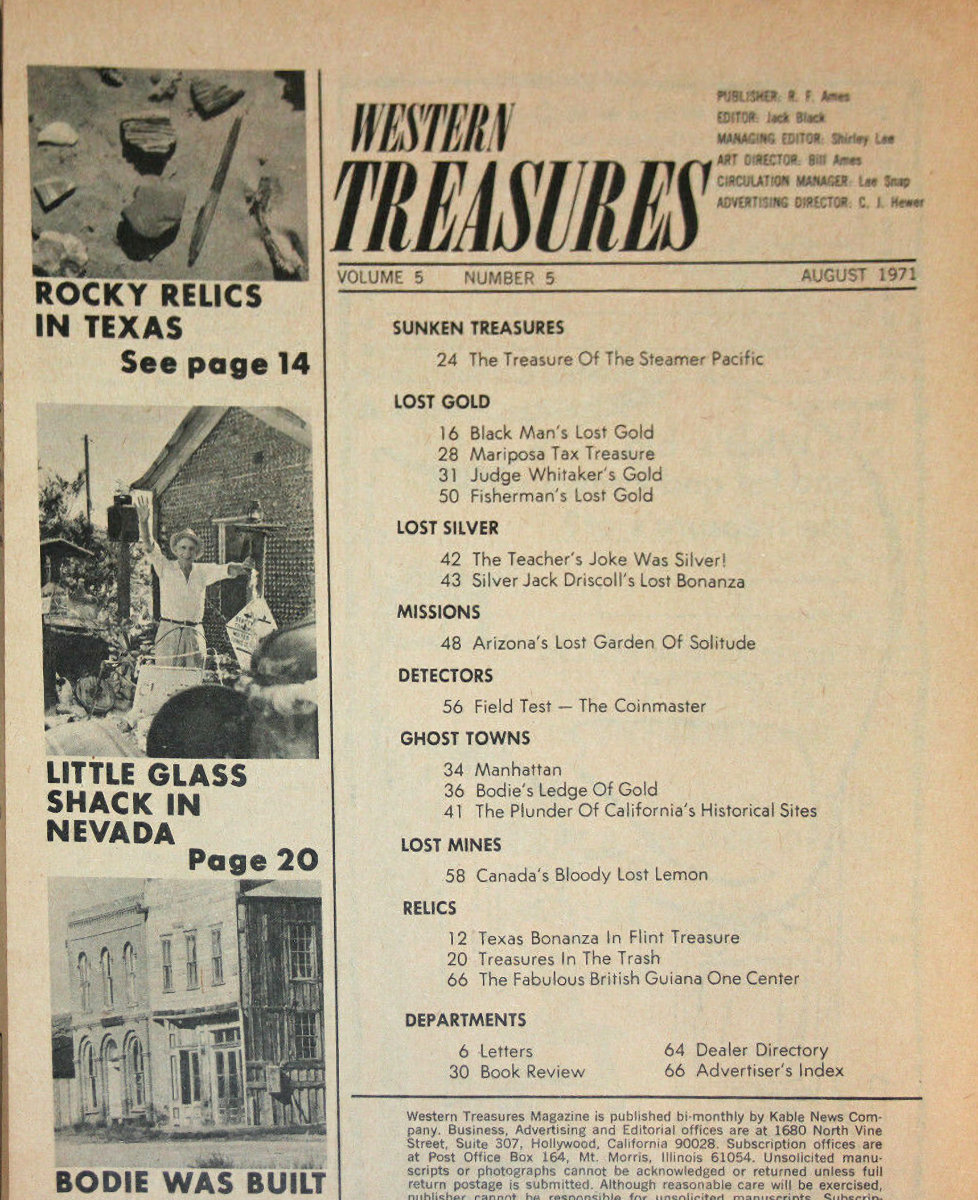 ROCKY RELICS
IN TEXAS
See page 14
LITTLE GLASS
SHACK IN
NEVADA
Page 20
BODIE WAS BUILT
WESTERN
TREASURES
PUBLISHER: R. F. Ames
EDITOR: Jack Black
MANAGING EDITOR: Shirley Lee
ART DIRECTOR: Bill Ames
CIRCULATION MANAGER: Lee Snap
ADVERTISING DIRECTOR: C. J. Hewer
VOLUME 5 NUMBER 5 AUGUST 1971
SUNKEN TREASURES
24 The Treasure Of The Steamer Pacific
LOST GOLD
16 Black Man's Lost Gold
28 Mariposa Tax Treasure
31 Judge Whitaker's Gold
50 Fisherman's Lost Gold
LOST SILVER
42 The Teacher's Joke Was Silver!
43 Silver Jack Driscoll's Lost Bonanza
MISSIONS
48 Arizona's Lost Garden Of Solitude
DETECTORS
56 Field Test — The Coinmaster
GHOST TOWNS
34 Manhattan
36 Bodie's Ledge Of Gold
41 The Plunder Of California's Historical Sites
LOST MINES
58 Canada's Bloody Lost Lemon
RELICS
12 Texas Bonanza In Flint Treasure
20 Treasures In The Trash
66 The Fabulous British Guiana One Center
DEPARTMENTS
6 Letters 64 Dealer Directory
30 Book Review 66 Advertiser's Index
Western Treasures Magazine is published bi-monthly by Kable News Com-
pany. Business, Advertising and Editorial offices are at 1680 North Vine
Street, Suite 307, Hollywood, California 90028. Subscription offices are
at Post Office Box 164, Mt. Morris, Illinois 61054. Unsolicited manu-
scripts or photographs cannot be acknowledged or returned unless full
return postage is submitted. Although reasonable care will be exercised,
publisher cannot be responsible for unsolicited manuscripts. Subscrip-